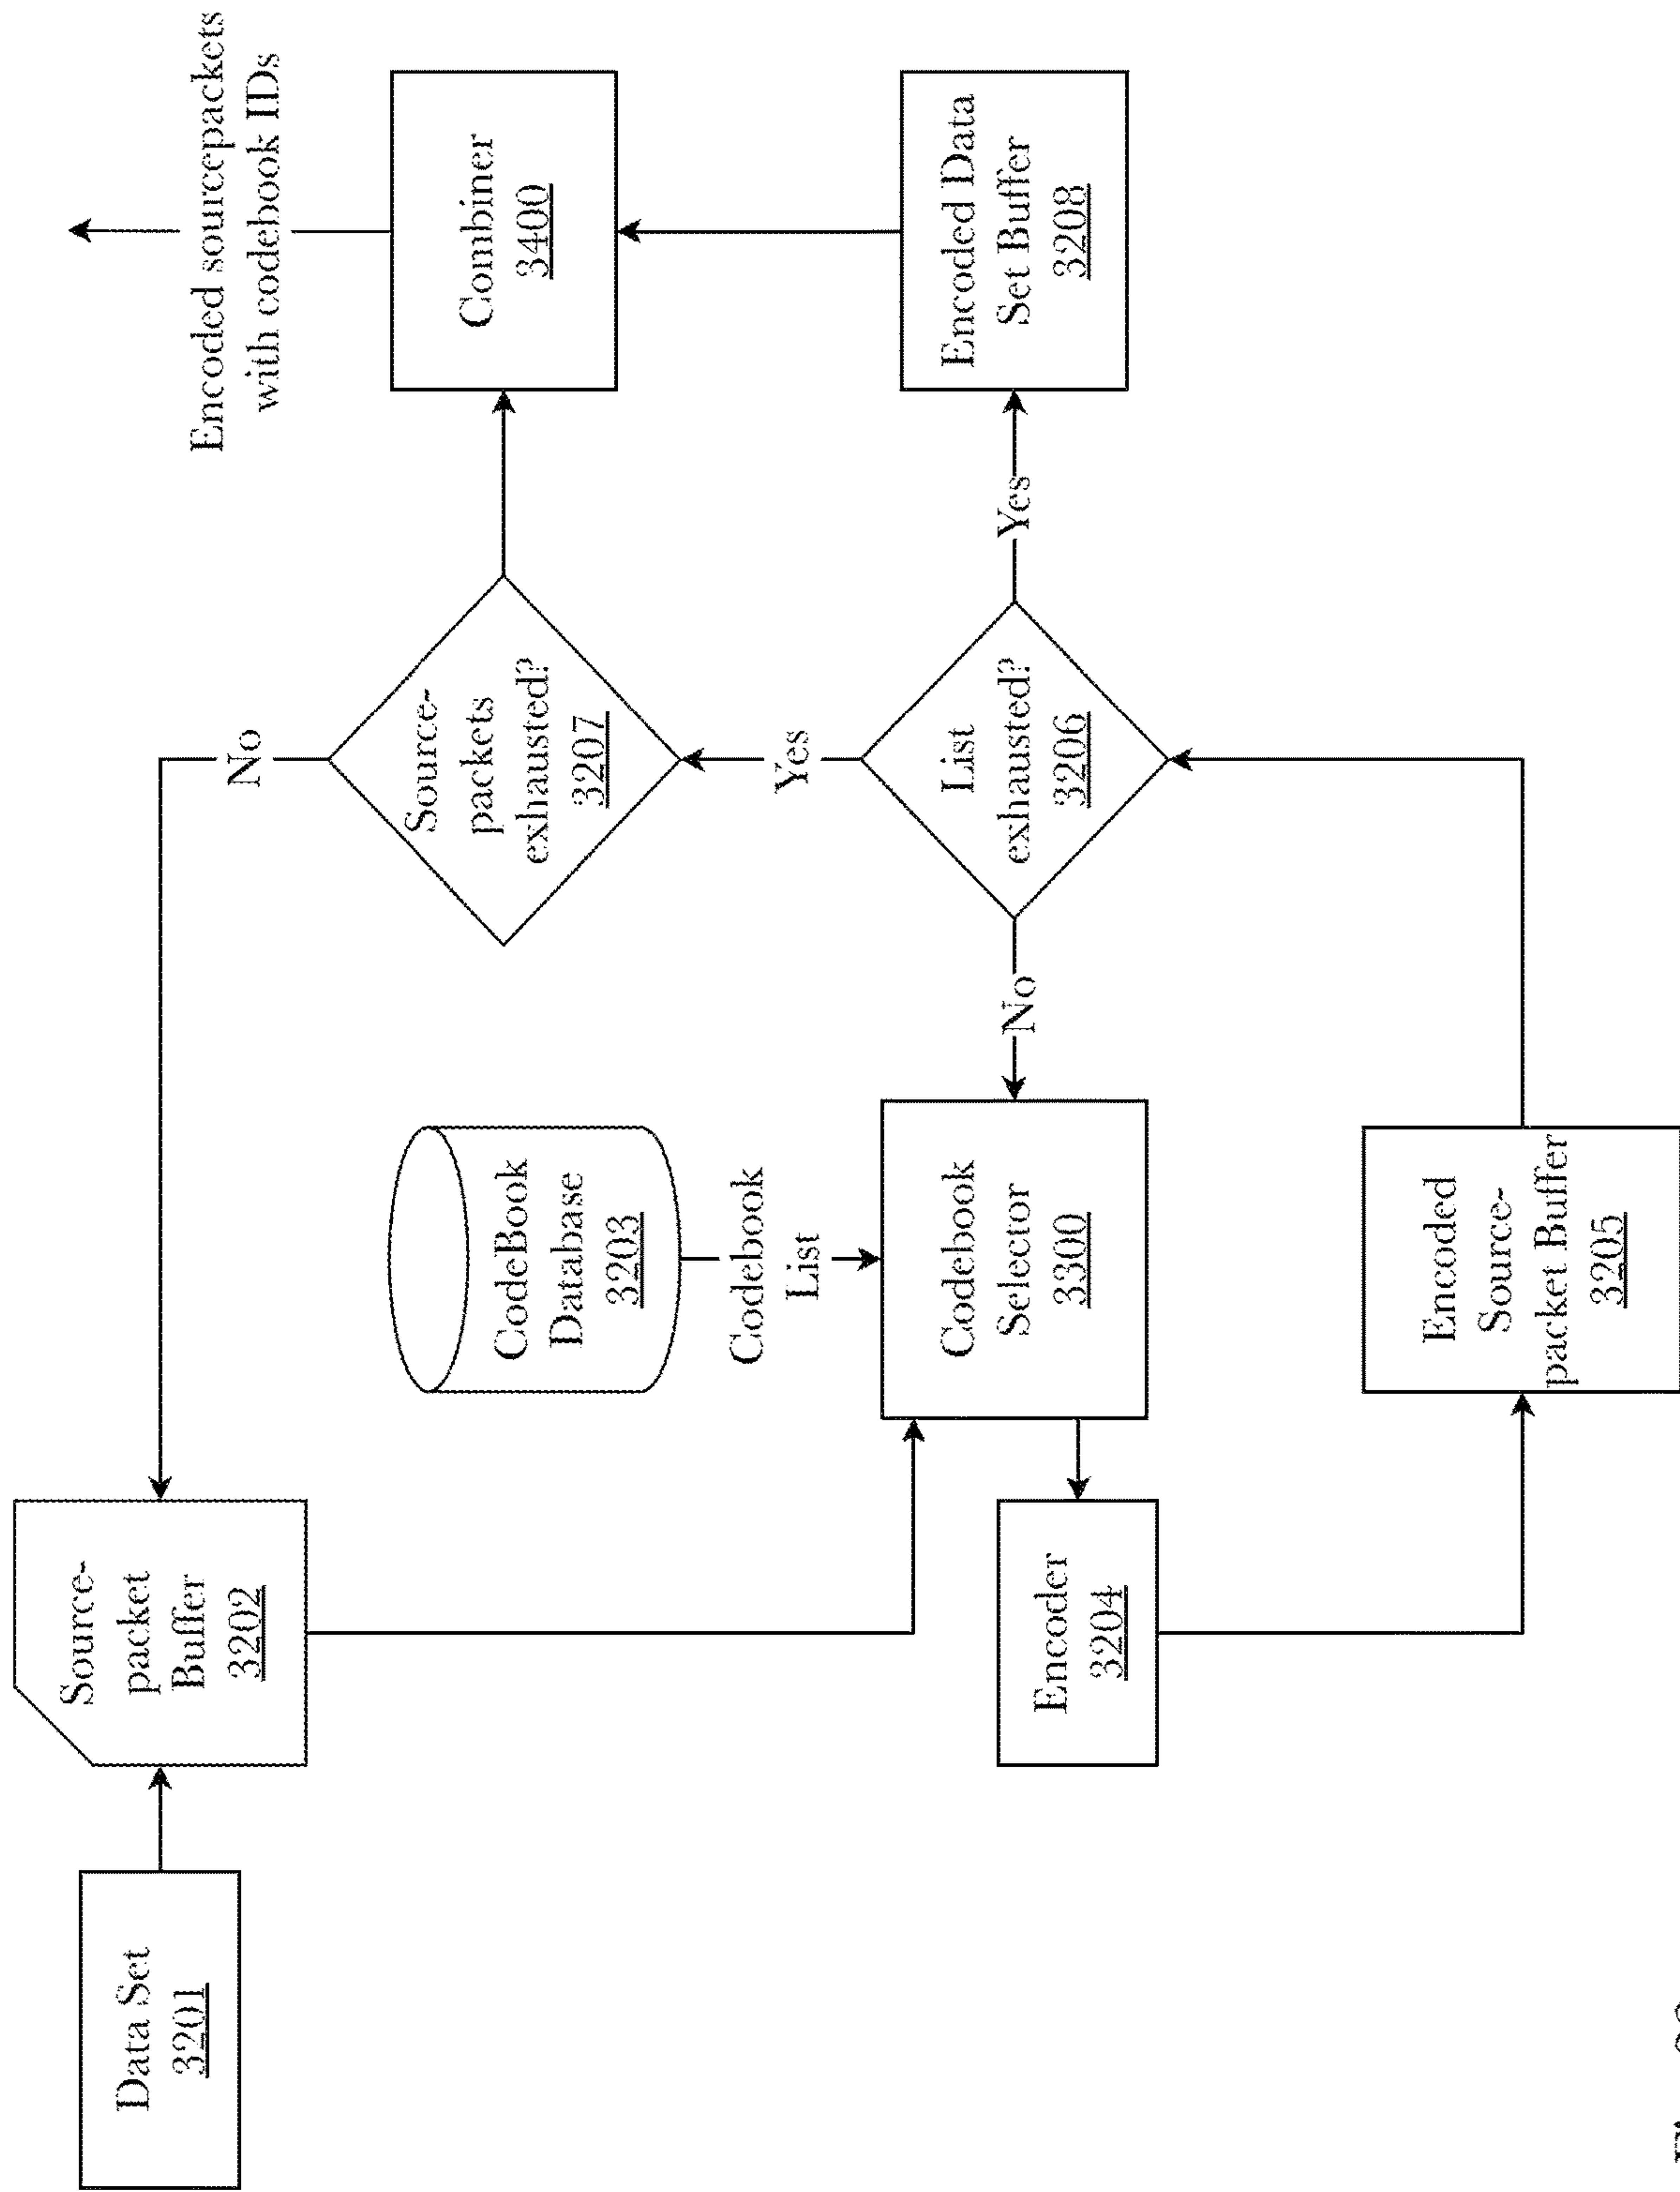 Data Set
3201
Source-
packet
Buffer
3202
No
Encoded sourcepackets
with codebook IDs
CodeBook
Database
3203
Source-
packets
exhausted?
3207
Combiner
3400
Codebook
List
Yes
Encoder
3204
Codebook
Selector
3300
No
List
exhausted?
3206
Yes
Encoded Data
Set Buffer
3208
Encoded
Source-
packet Buffer
3205